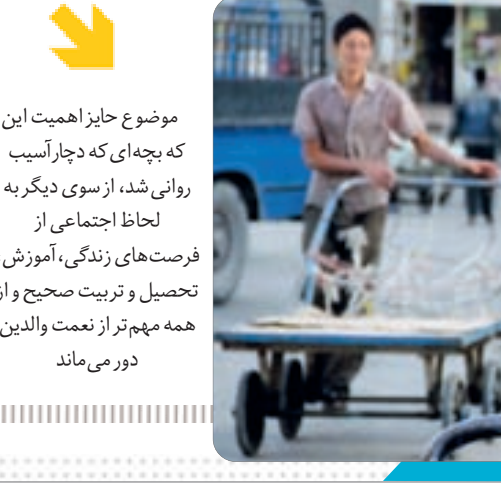 موضوع حایز اهمیت این
که بچه‌ای که دچار آسیب
روانی شد، از سوی دیگر به
لحاظ اجتماعی از
فرصت‌های زندگی، آموزش،
تحصیل و تربیت صحیح و از
همه مهم‌تر از نعمت والدین
دور می‌ماند